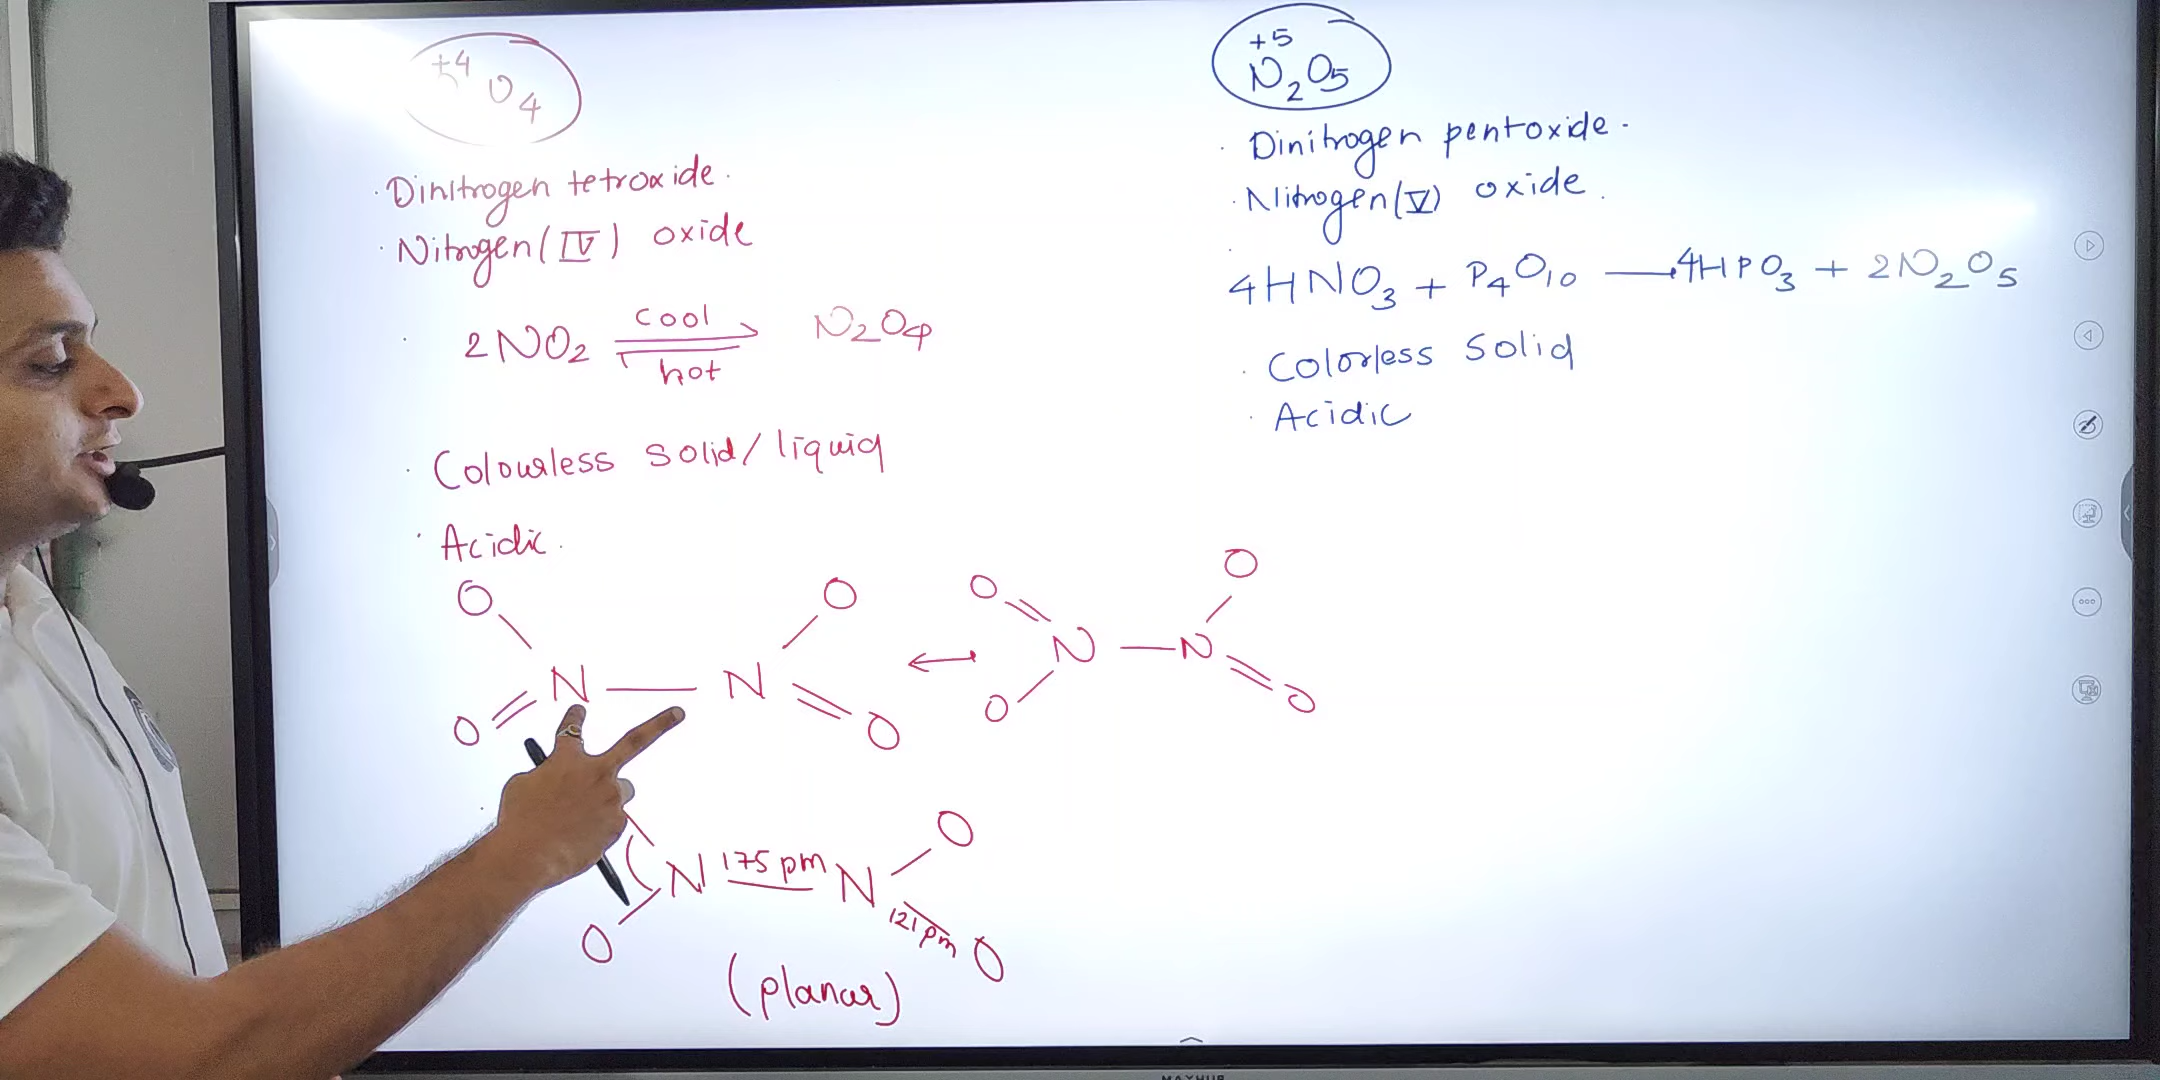 +4
O4
· Dinitrogen tetroxide.
· Nitrogen (IV) oxide
· 2NO2 ⇌ N2O4
cool
hot
· Colourless solid/liquid
· Acidic.
O O
N — N
O O
O O
N — N
O O
O
N 175 pm N
121 pm
O O
(planar)
+5
N2O5
· Dinitrogen pentoxide.
· Nitrogen (V) oxide.
· 4HNO3 + P4O10 → 4HPO3 + 2N2O5
· Colorless Solid
· Acidic